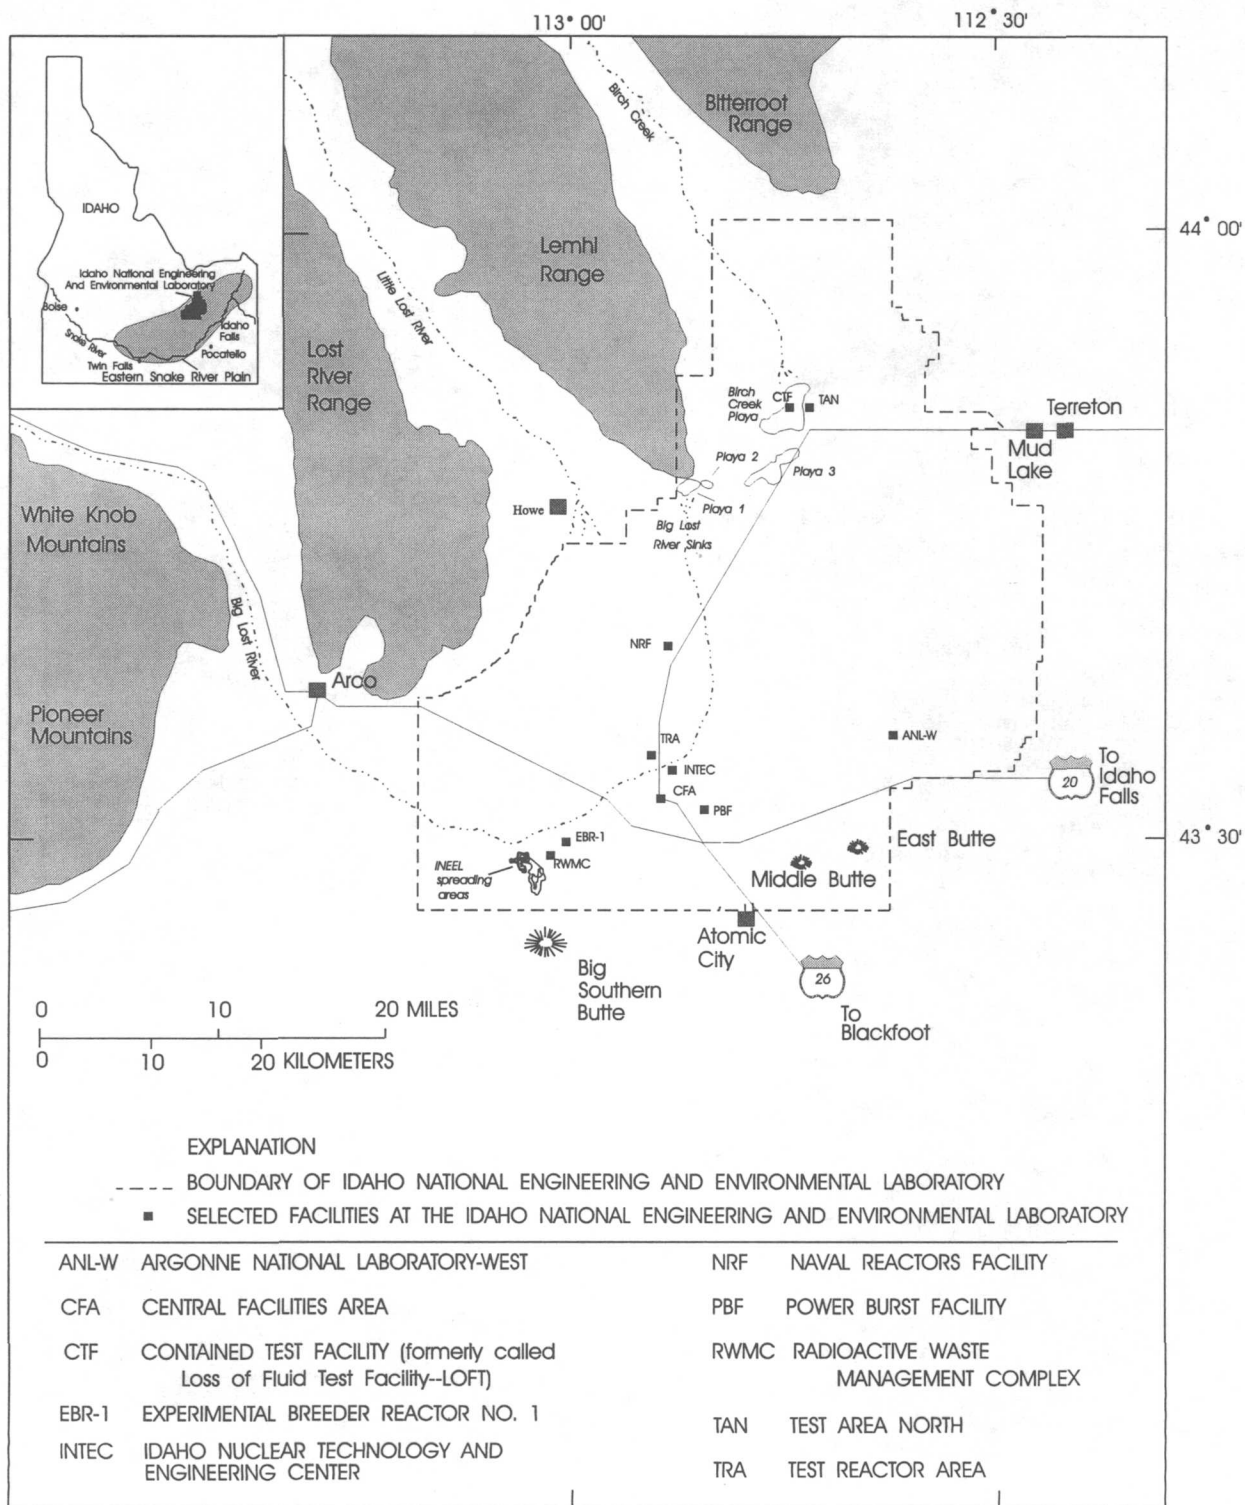 113° 00'
112° 30'
44° 00'
43° 30'
IDAHO
Idaho National Engineering
And Environmental Laboratory
Boise
Snake River
Twin Falls
Idaho
Falls
Pocatello
Eastern Snake River Plain
Birch Creek
Bitterroot
Range
Lemhi
Range
Little Lost River
Lost
River
Range
Birch
Creek
Playa
CTF
TAN
Terreton
Mud
Lake
Playa 2
Playa 3
Playa 1
Howe
Big Lost
River Sinks
White Knob
Mountains
Big Lost River
NRF
Arco
Pioneer
Mountains
TRA
INTEC
CFA
PBF
ANL-W
To
Idaho
Falls
20
EBR-1
RWMC
INEEL
spreading
areas
East Butte
Middle Butte
Atomic
City
Big
Southern
Butte
26
To
Blackfoot
0 10 20 MILES
0 10 20 KILOMETERS
EXPLANATION
BOUNDARY OF IDAHO NATIONAL ENGINEERING AND ENVIRONMENTAL LABORATORY
SELECTED FACILITIES AT THE IDAHO NATIONAL ENGINEERING AND ENVIRONMENTAL LABORATORY
ANL-W ARGONNE NATIONAL LABORATORY-WEST
CFA CENTRAL FACILITIES AREA
CTF CONTAINED TEST FACILITY (formerly called
Loss of Fluid Test Facility--LOFT)
EBR-1 EXPERIMENTAL BREEDER REACTOR NO. 1
INTEC IDAHO NUCLEAR TECHNOLOGY AND
ENGINEERING CENTER
NRF NAVAL REACTORS FACILITY
PBF POWER BURST FACILITY
RWMC RADIOACTIVE WASTE
MANAGEMENT COMPLEX
TAN TEST AREA NORTH
TRA TEST REACTOR AREA